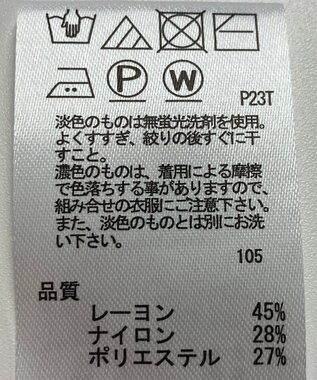 P W
P23T
淡色のものは無蛍光洗剤を使用。
よくすすぎ、絞りの後すぐに干
すこと。
濃色のものは、着用による摩擦
で色落ちする事がありますので、
組み合せの衣服にご注意下さい。
また、淡色のものとは別にお洗
い下さい。
105
品質
レーヨン 45%
ナイロン 28%
ポリエステル 27%